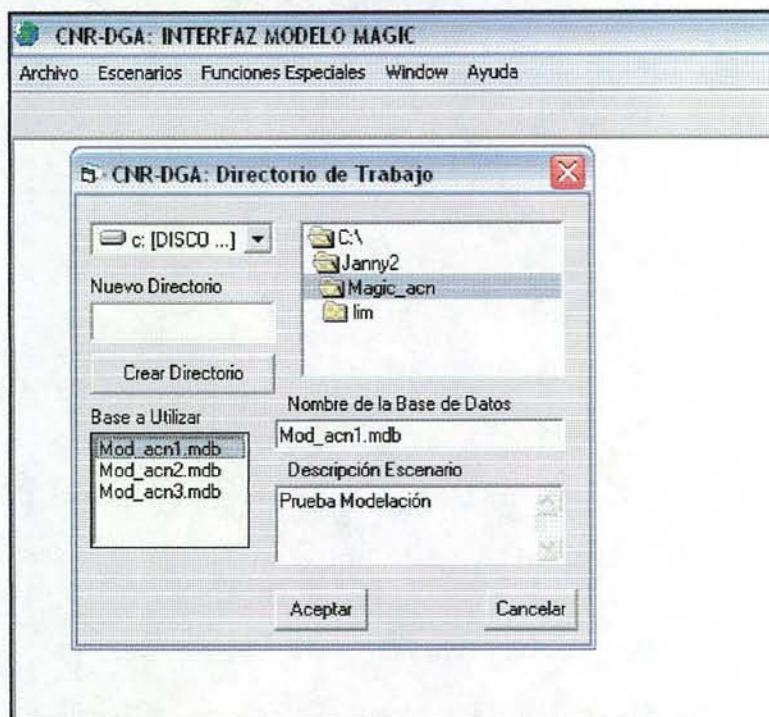 CNR-DGA: INTERFAZ MODELO MAGIC
Archivo Escenarios Funciones Especiales Window Ayuda
CNR-DGA: Directorio de Trabajo
c: [DISCO ...]
C:\
Janny2
Magic_acn
lim
Nuevo Directorio
Crear Directorio
Base a Utilizar
Mod_acn1.mdb
Mod_acn2.mdb
Mod_acn3.mdb
Nombre de la Base de Datos
Mod_acn1.mdb
Descripción Escenario
Prueba Modelación
Aceptar
Cancelar